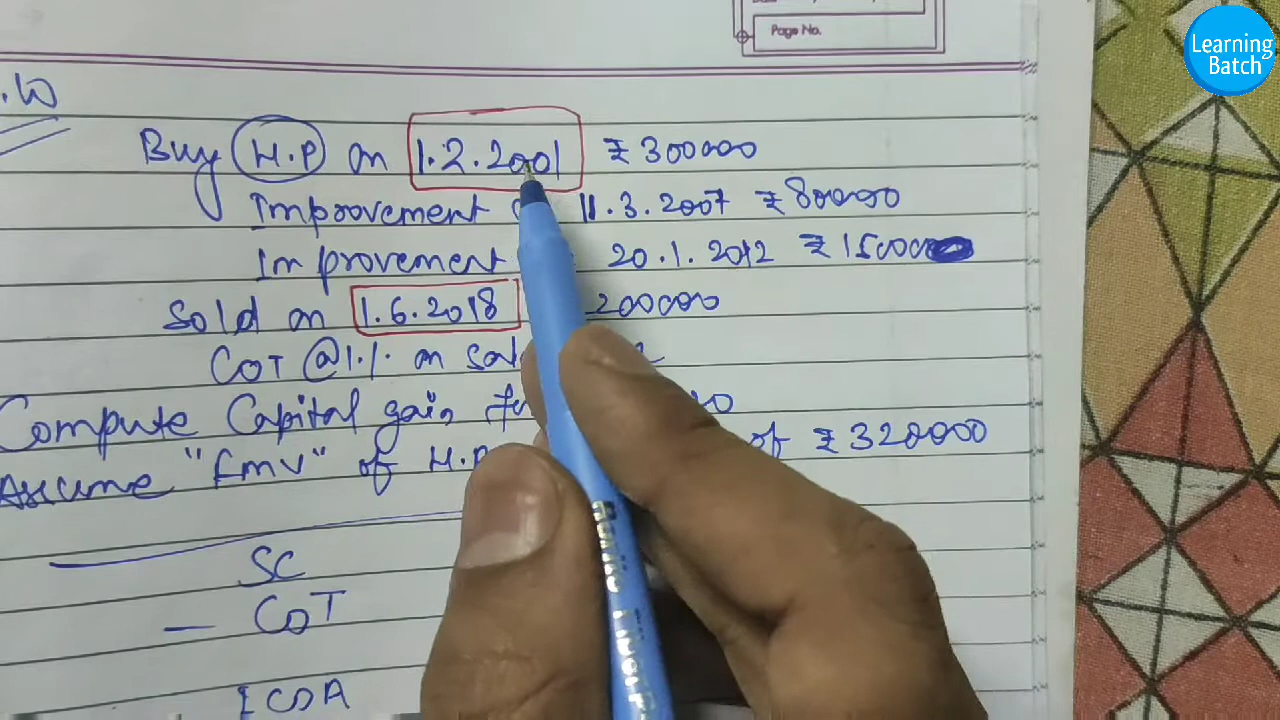 Page No.
Learning
Batch
.W
Buy H.P on 1.2.2001 ₹300000
Improvement 11.3.2007 ₹80000
Improvement 20.1.2012 ₹15000
Sold on 1.6.2018 200000
COT @1.1. on
Compute Capital gain
Assume "FMV" of H.P of ₹320000
SC
— COT
ICOA